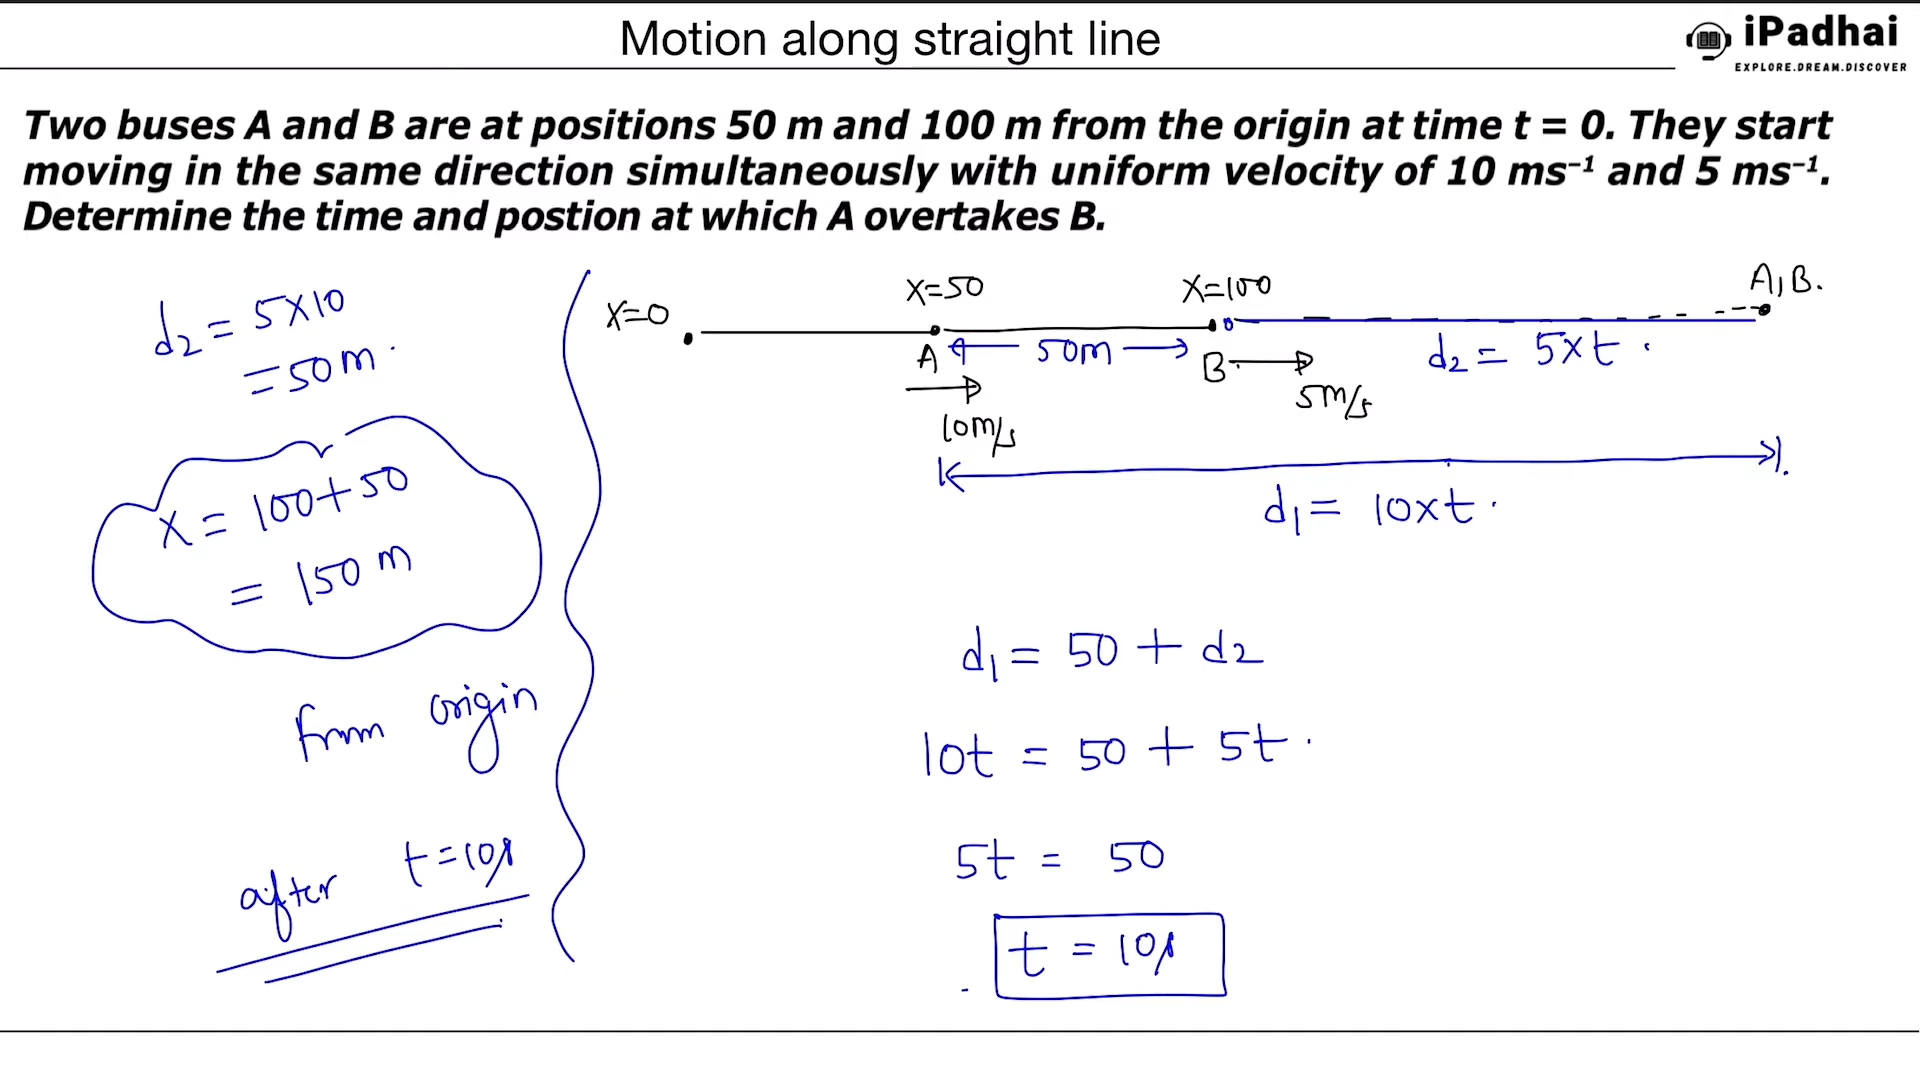 Motion along straight line
iPadhai
EXPLORE.DREAM.DISCOVER
Two buses A and B are at positions 50 m and 100 m from the origin at time t = 0. They start
moving in the same direction simultaneously with uniform velocity of 10 ms⁻¹ and 5 ms⁻¹.
Determine the time and postion at which A overtakes B.
d2 = 5x10
= 50m.
x = 100+50
= 150 m
from origin
after t=10s
x=0
x=50
x=100
A,B.
A
50m
B
d2 = 5xt.
10m/s
5m/s
d1 = 10xt.
d1 = 50 + d2
10t = 50 + 5t.
5t = 50
t = 10s